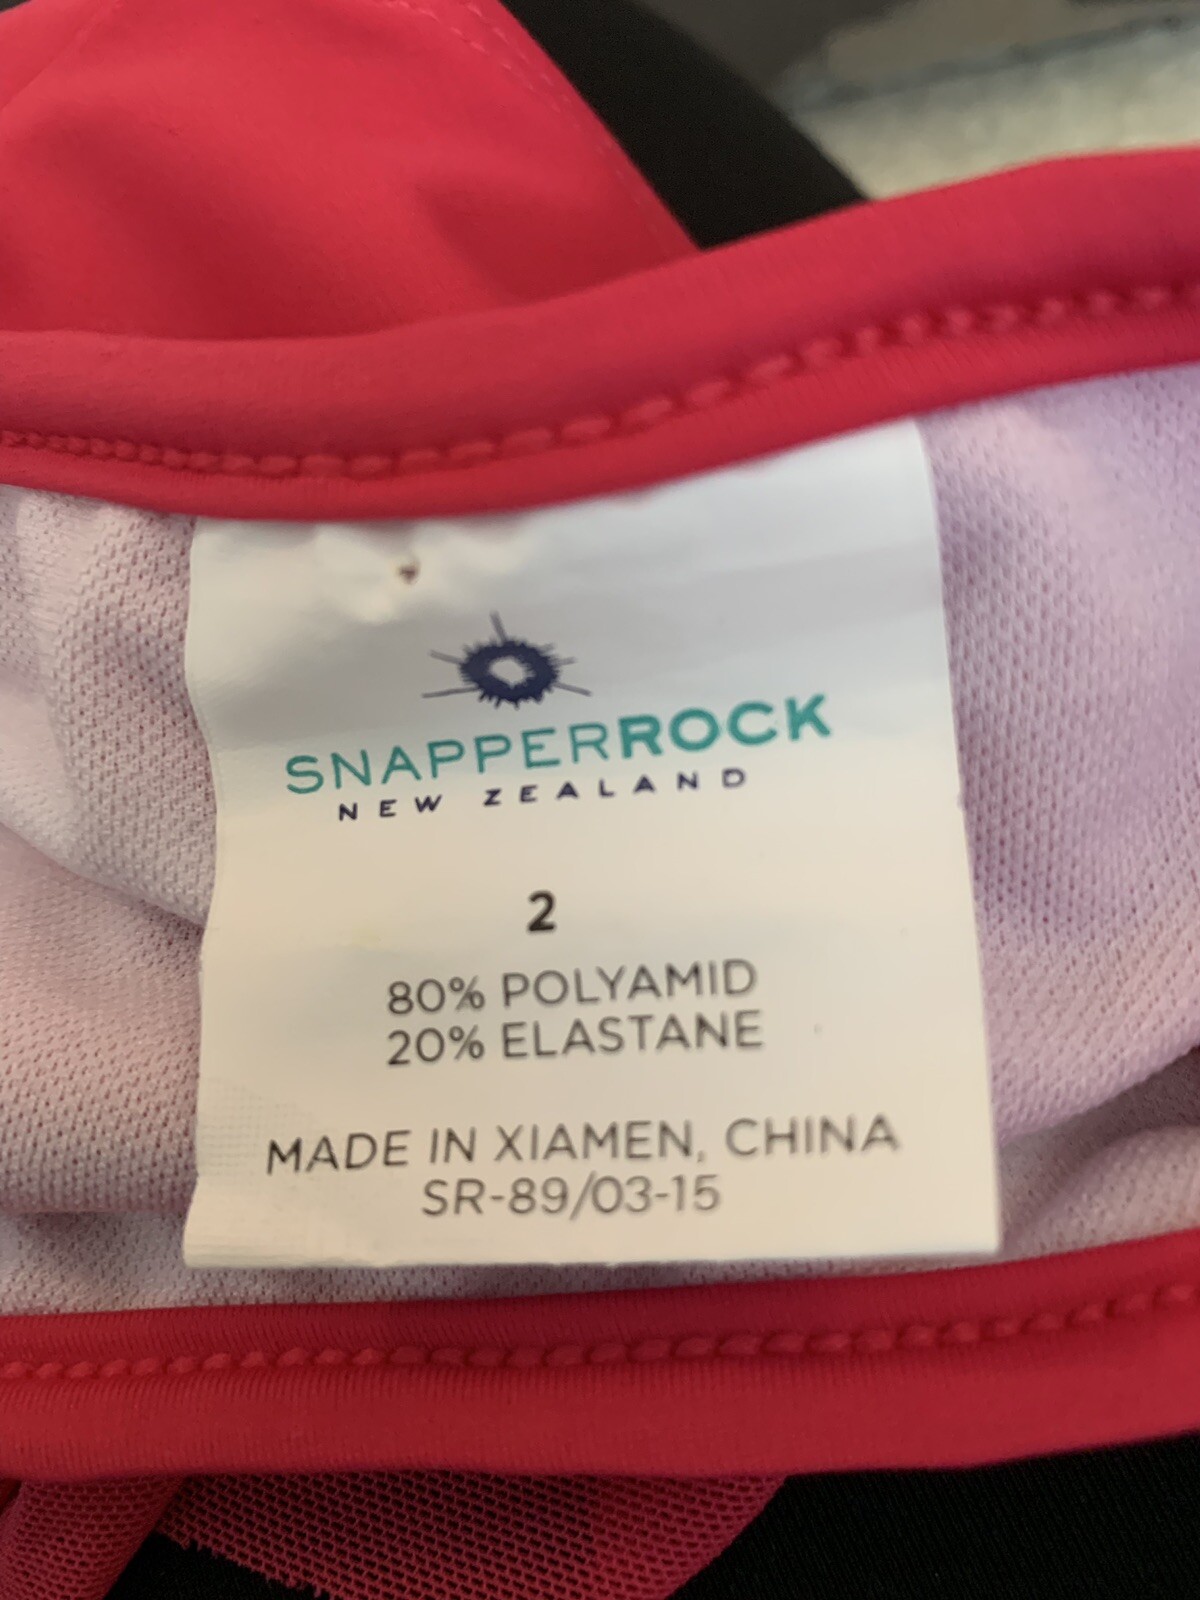 SNAPPERROCK
NEW ZEALAND
2
80% POLYAMID
20% ELASTANE
MADE IN XIAMEN, CHINA
SR-89/03-15